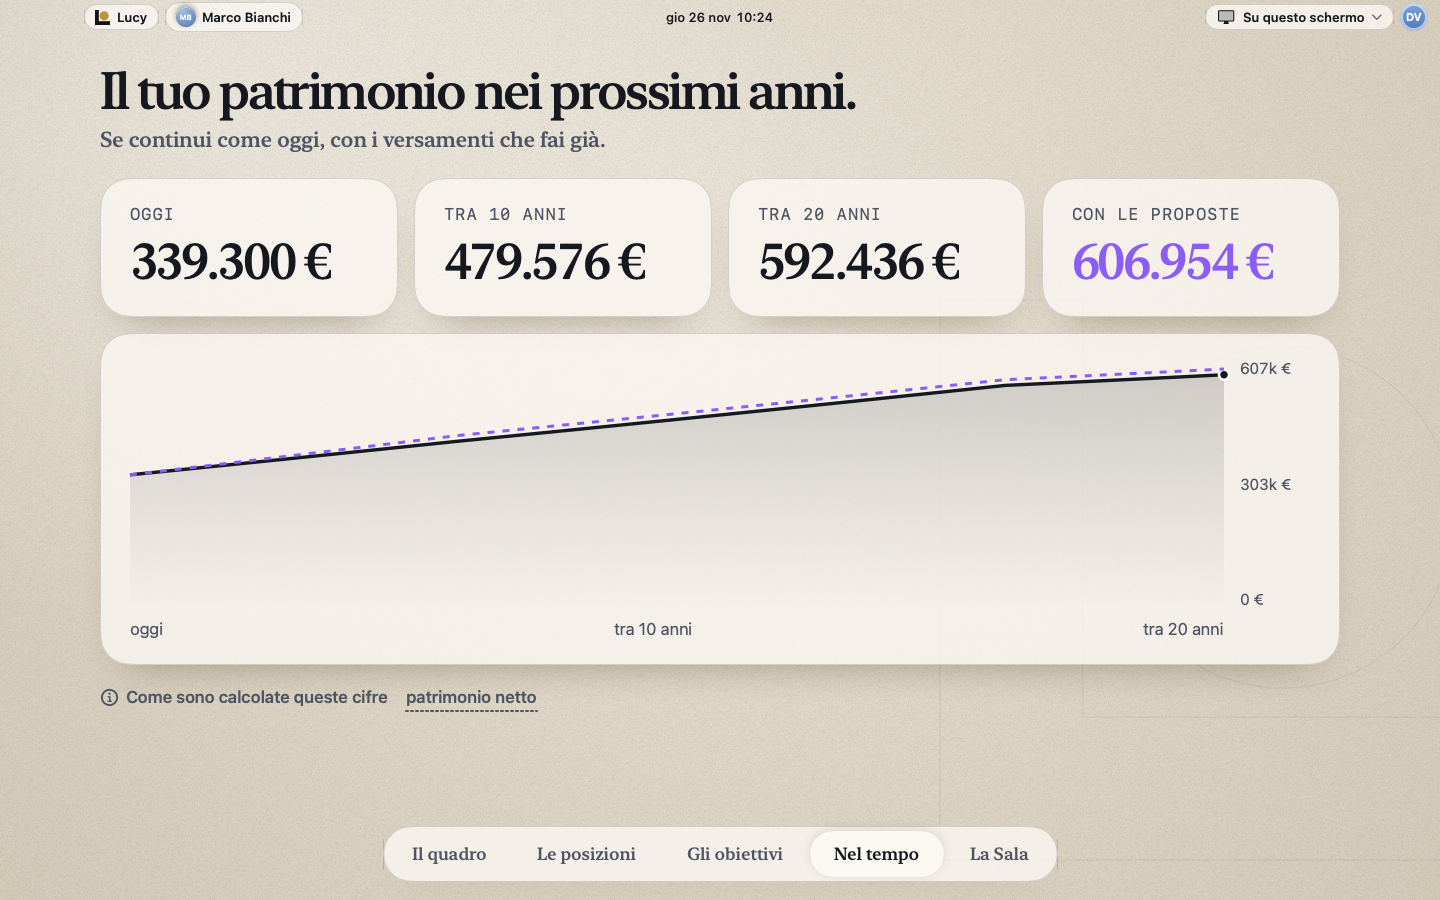 Lucy
MB Marco Bianchi
gio 26 nov 10:24
Su questo schermo
DV
Il tuo patrimonio nei prossimi anni.
Se continui come oggi, con i versamenti che fai già.
OGGI
339.300 €
TRA 10 ANNI
479.576 €
TRA 20 ANNI
592.436 €
CON LE PROPOSTE
606.954 €
607k €
303k €
0 €
oggi
tra 10 anni
tra 20 anni
Come sono calcolate queste cifre
patrimonio netto
Il quadro
Le posizioni
Gli obiettivi
Nel tempo
La Sala